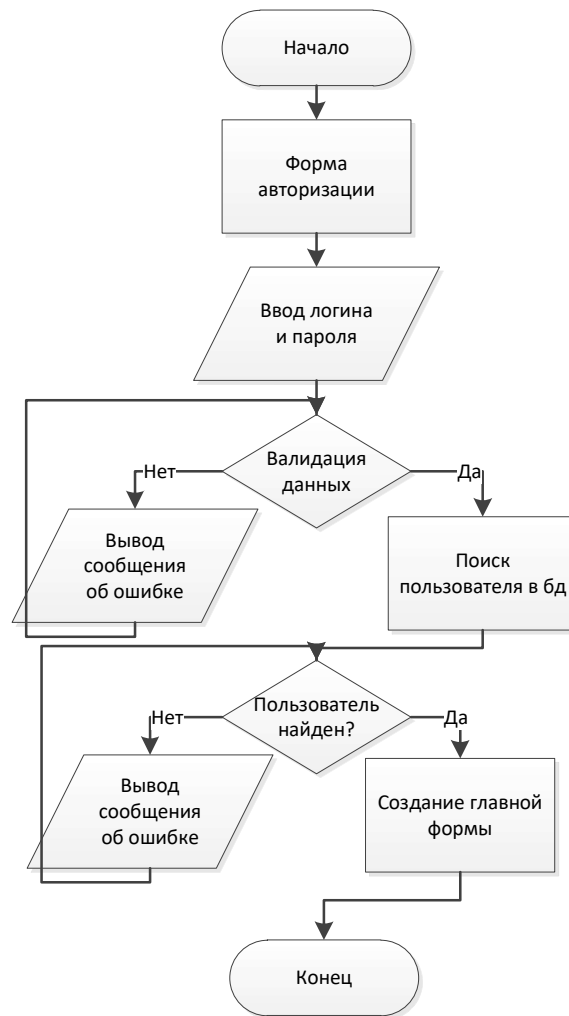 Начало
Форма
авторизации
Ввод логина
и пароля
Валидация
данных
Нет
Да
Вывод
сообщения
об ошибке
Поиск
пользователя в бд
Пользователь
найден?
Нет
Да
Вывод
сообщения
об ошибке
Создание главной
формы
Конец